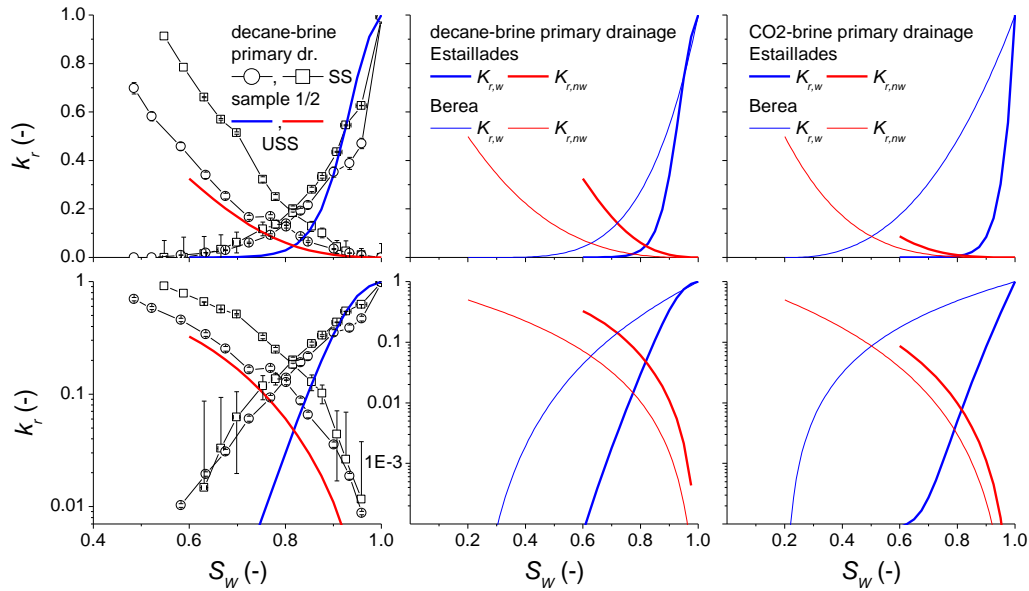 1.0
0.8
0.6
0.4
0.2
0.0
k_r (-)
decane-brine
primary dr.
, SS
sample 1/2
, USS
decane-brine primary drainage
Estaillades
K_r,w K_r,nw
Berea
K_r,w K_r,nw
CO2-brine primary drainage
Estaillades
K_r,w K_r,nw
Berea
K_r,w K_r,nw
1
0.1
0.01
k_r (-)
0.4 0.6 0.8 1.0
S_W (-)
1
0.1
0.01
1E-3
0.0 0.2 0.4 0.6 0.8 1.0
S_W (-)
0.0 0.2 0.4 0.6 0.8 1.0
S_W (-)